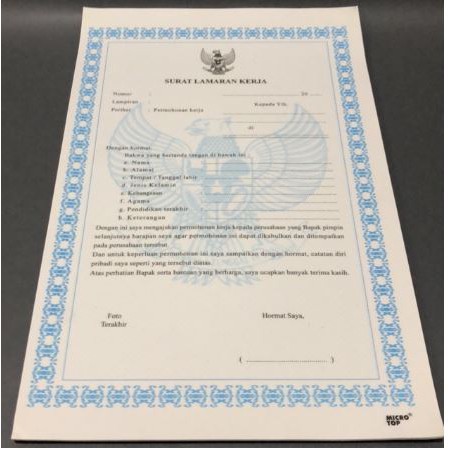 SURAT LAMARAN KERJA
Nomor : 20
Lampiran :
Perihal : Permohonan kerja
Kepada Yth.
di
Dengan hormat,
Bahwa yang bertanda tangan di bawah ini :
a. Nama
b. Alamat
c. Tempat / Tanggal lahir
d. Jenis Kelamin
e. Kebangsaan
f. Agama
g. Pendidikan terakhir
h. Keterangan
Dengan ini saya mengajukan permohonan kerja kepada perusahaan yang Bapak pimpin
selanjutnya harapan saya agar permohonan ini dapat dikabulkan dan ditempatkan
pada perusahaan tersebut.
Dan untuk keperluan permohonan ini saya sampaikan dengan hormat, catatan diri
pribadi saya seperti yang tersebut diatas.
Atas perhatian Bapak serta bantuan yang berharga, saya ucapkan banyak terima kasih.
Foto
Terakhir
Hormat Saya,
( ................................ )
MICRO
TOP